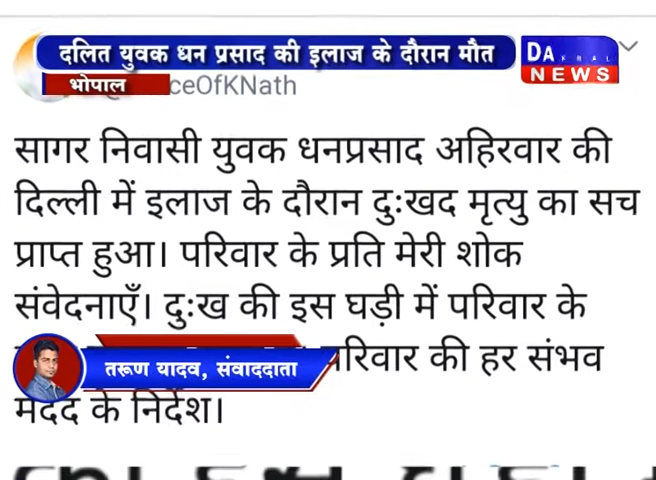 दलित युवक धन प्रसाद की इलाज के दौरान मौत
DA
NEWS
भोपाल
ceOfKNath
सागर निवासी युवक धनप्रसाद अहिरवार की
दिल्ली में इलाज के दौरान दुःखद मृत्यु का सच
प्राप्त हुआ। परिवार के प्रति मेरी शोक
संवेदनाएँ। दुःख की इस घड़ी में परिवार के
परिवार की हर संभव
तरूण यादव, संवाददाता
मदद के निर्देश।